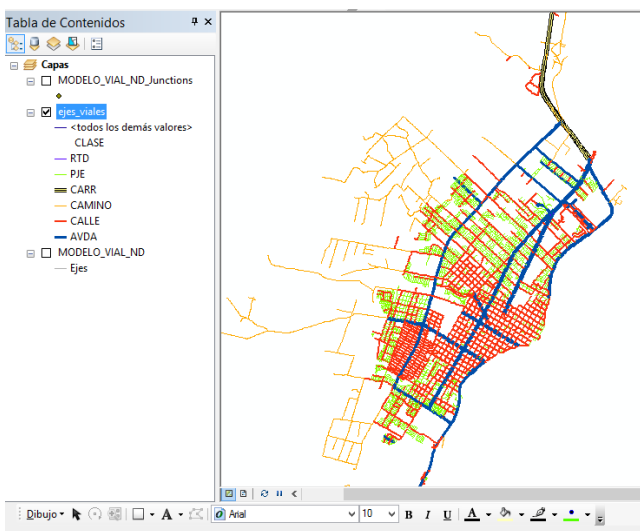 Tabla de Contenidos
Capas
MODELO_VIAL_ND_Junctions
ejes_viales
<todos los demás valores>
CLASE
RTD
PJE
CARR
CAMINO
CALLE
AVDA
MODELO_VIAL_ND
Ejes
Dibujo A Arial 10 B I U A